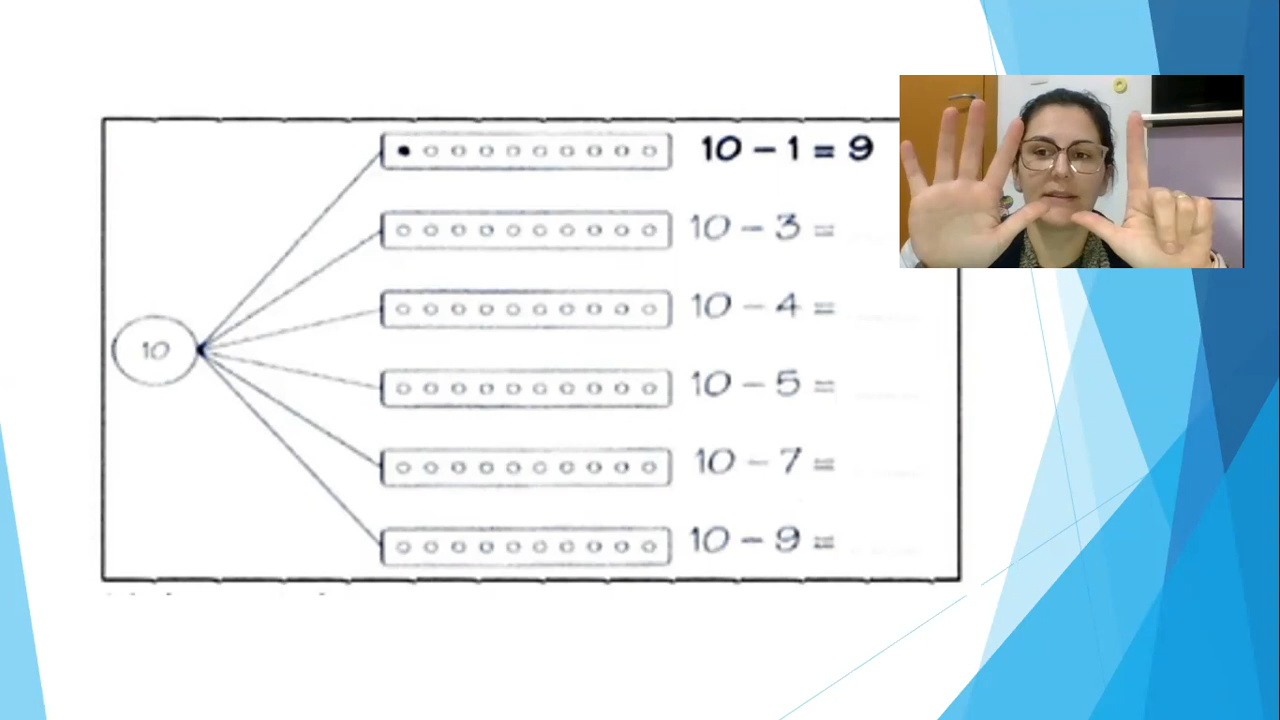 10 - 1 = 9
10 - 3 =
10 - 4 =
10
10 - 5 =
10 - 7 =
10 - 9 =